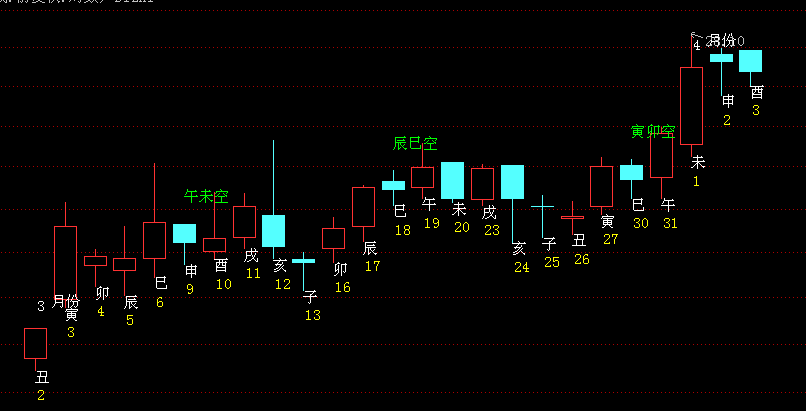 4 月份
寅卯空
辰巳空
午未空
3 月份
丑
2
寅
3
卯
4
辰
5
巳
6
申
9
酉
10
戌
11
亥
12
子
13
卯
16
辰
17
巳
18
午
19
未
20
戌
23
亥
24
子
25
丑
26
寅
27
巳
30
午
31
未
1
申
2
酉
3